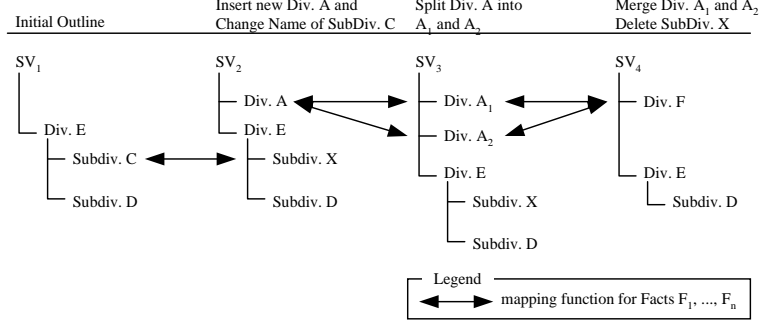 Initial Outline
Insert new Div. A and
Change Name of SubDiv. C
Split Div. A into
A1 and A2
Merge Div. A1 and A2
Delete SubDiv. X
SV1
Div. E
Subdiv. C
Subdiv. D
SV2
Div. A
Div. E
Subdiv. X
Subdiv. D
SV3
Div. A1
Div. A2
Div. E
Subdiv. X
Subdiv. D
SV4
Div. F
Div. E
Subdiv. D
Legend
mapping function for Facts F1, ..., Fn